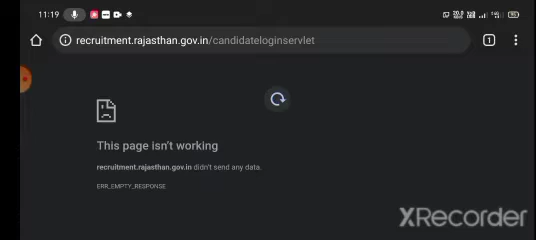 11:19
recruitment.rajasthan.gov.in/candidateloginservlet
1
This page isn't working
recruitment.rajasthan.gov.in didn't send any data.
ERR_EMPTY_RESPONSE
XRecorder